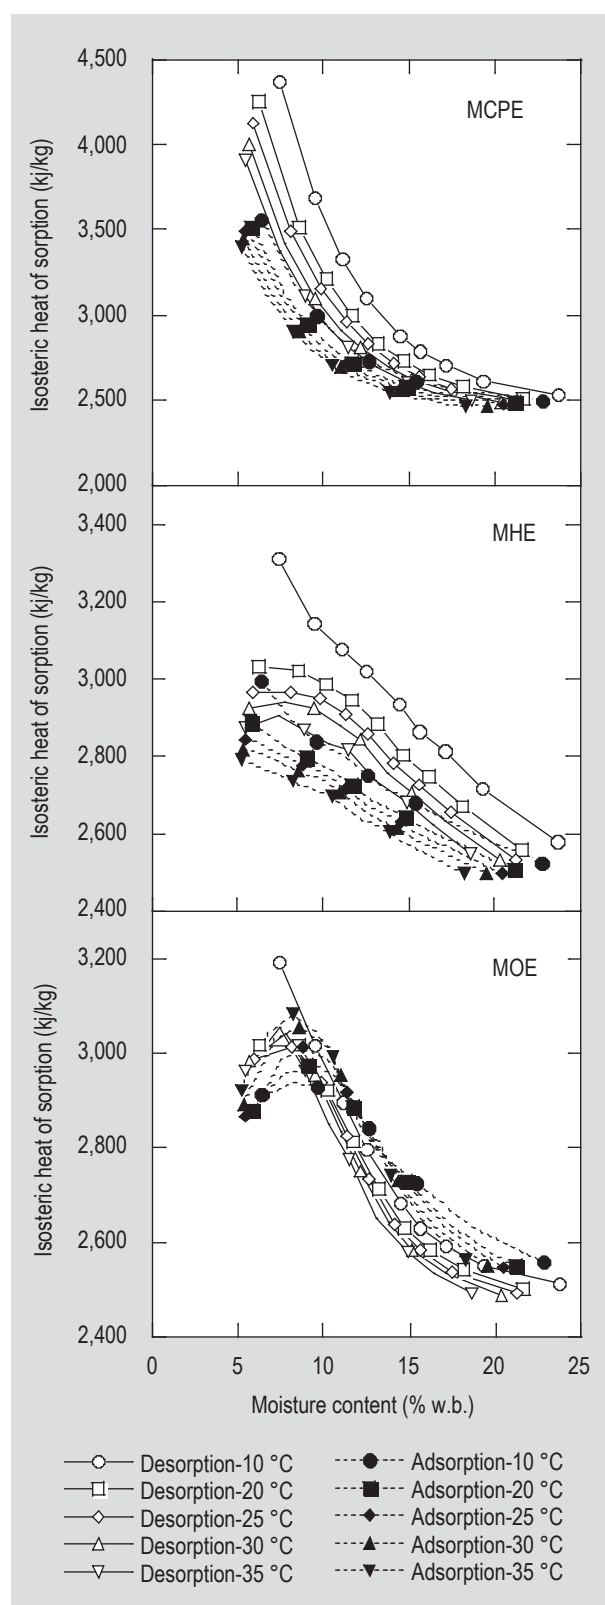 Isosteric heat of sorption (kj/kg)
4,500
4,000
3,500
3,000
2,500
2,000
MCPE
Isosteric heat of sorption (kj/kg)
3,400
3,200
3,000
2,800
2,600
2,400
MHE
Isosteric heat of sorption (kj/kg)
3,200
3,000
2,800
2,600
2,400
MOE
0 5 10 15 20 25
Moisture content (% w.b.)
Desorption-10 °C
Desorption-20 °C
Desorption-25 °C
Desorption-30 °C
Desorption-35 °C
Adsorption-10 °C
Adsorption-20 °C
Adsorption-25 °C
Adsorption-30 °C
Adsorption-35 °C